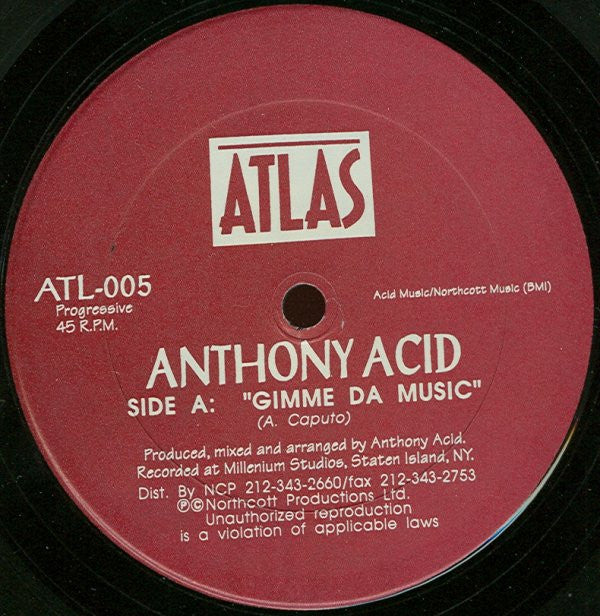 ATLAS
ATL-005
Progressive
45 R.P.M.
Acid Music/Northcott Music (BMI)
ANTHONY ACID
SIDE A: "GIMME DA MUSIC"
(A. Caputo)
Produced, mixed and arranged by Anthony Acid.
Recorded at Millenium Studios, Staten Island, NY.
Dist. By NCP 212-343-2660/fax 212-343-2753
℗©Northcott Productions Ltd.
Unauthorized reproduction
is a violation of applicable laws